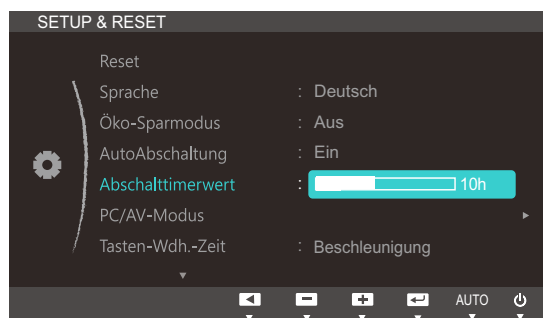 SETUP & RESET
Reset
Sprache : Deutsch
Öko-Sparmodus : Aus
AutoAbschaltung : Ein
Abschalttimerwert : 10h
PC/AV-Modus
Tasten-Wdh.-Zeit : Beschleunigung
AUTO